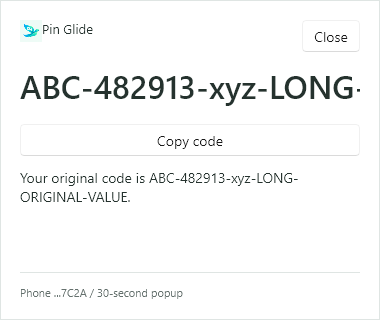 Pin Glide
Close
ABC-482913-xyz-LONG-
Copy code
Your original code is ABC-482913-xyz-LONG-
ORIGINAL-VALUE.
Phone ...7C2A / 30-second popup